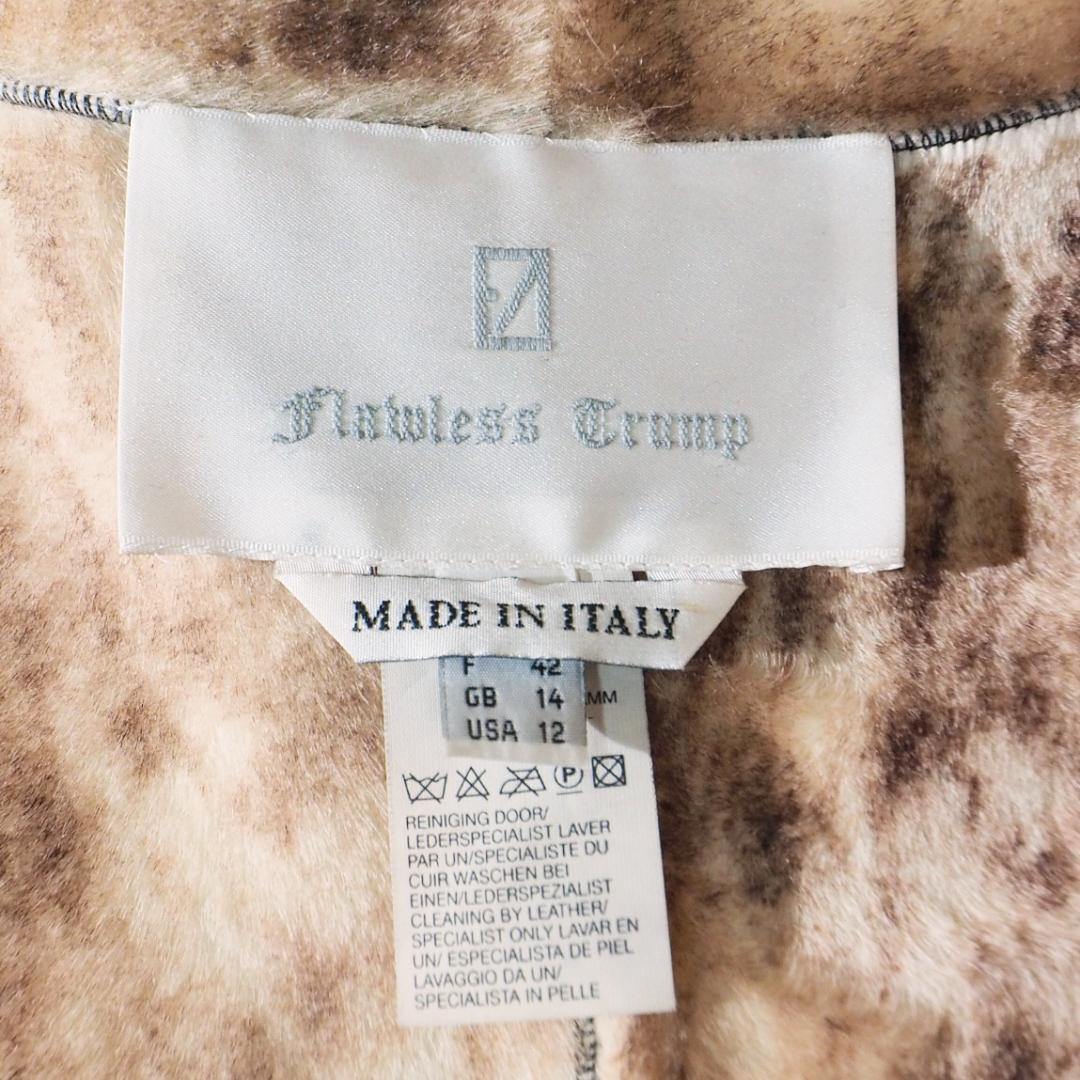 Flawless Trump
MADE IN ITALY
F 42
GB 14 MM
USA 12
P
REINIGING DOOR/
LEDERSPECIALIST LAVER
PAR UN/SPECIALISTE DU
CUIR WASCHEN BEI
EINEN/LEDERSPEZIALIST
CLEANING BY LEATHER/
SPECIALIST ONLY LAVAR EN
UN/ ESPECIALISTA DE PIEL
LAVAGGIO DA UN/
SPECIALISTA IN PELLE